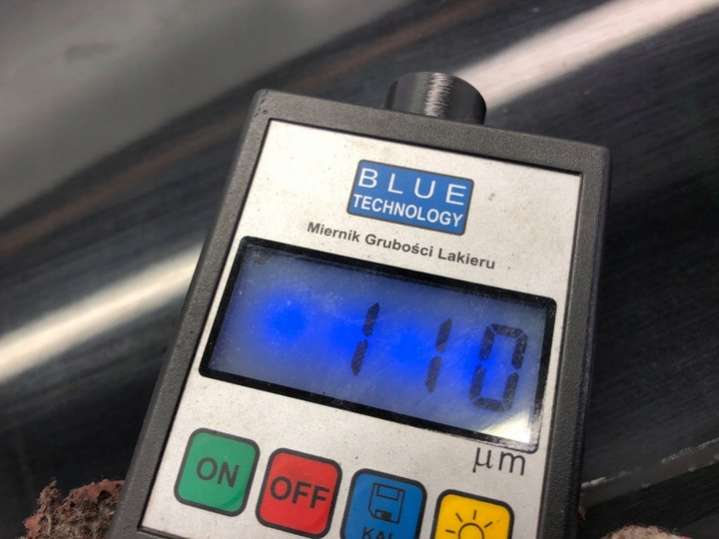 BLUE
TECHNOLOGY
Miernik Grubości Lakieru
110
µm
ON
OFF
KAL